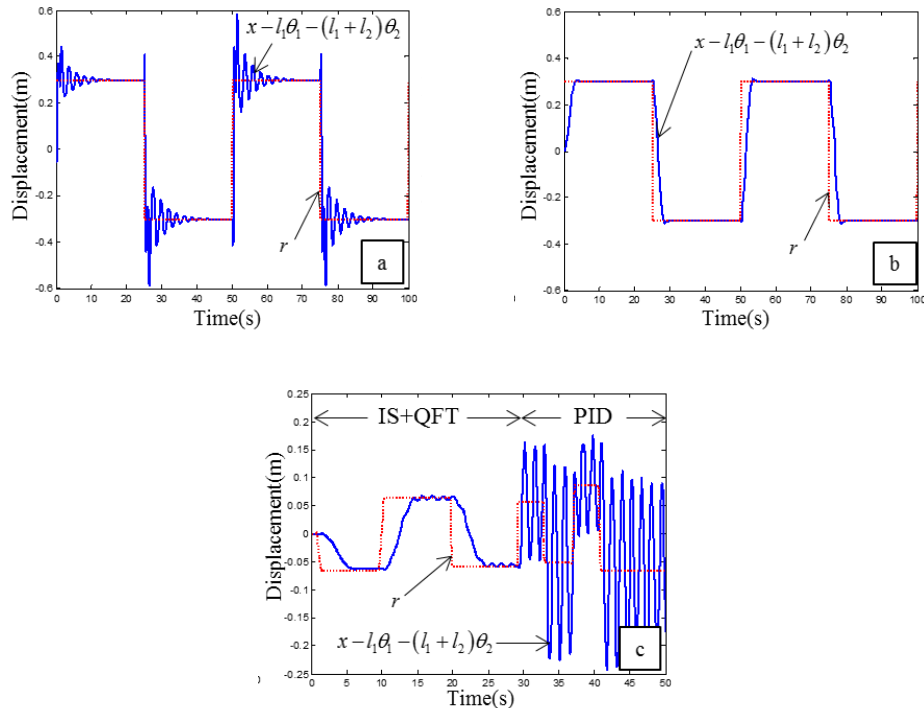 0.6
x − l₁θ₁ − (l₁ + l₂)θ₂
0.4
0.2
0
-0.2
-0.4
0.6
Displacement(m)
r
a
0 10 20 30 40 50 60 70 80 90 100
Time(s)
0.6
x − l₁θ₁ − (l₁ + l₂)θ₂
0.4
0.2
0
-0.2
-0.4
0.6
Displacement(m)
r
b
0 10 20 30 40 50 60 70 80 90 100
Time(s)
0.25
0.2
0.15
0.1
0.05
0
-0.05
-0.1
-0.15
-0.2
-0.25
Displacement(m)
IS+QFT
PID
r
x − l₁θ₁ − (l₁ + l₂)θ₂
c
0 5 10 15 20 25 30 35 40 45 50
Time(s)